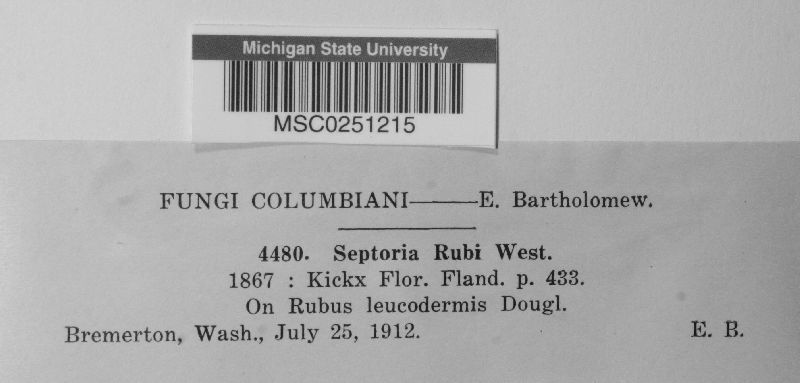 Michigan State University
MSC0251215
FUNGI COLUMBIANI———E. Bartholomew.
4480. Septoria Rubi West.
1867 : Kickx Flor. Fland. p. 433.
On Rubus leucodermis Dougl.
Bremerton, Wash., July 25, 1912. E. B.